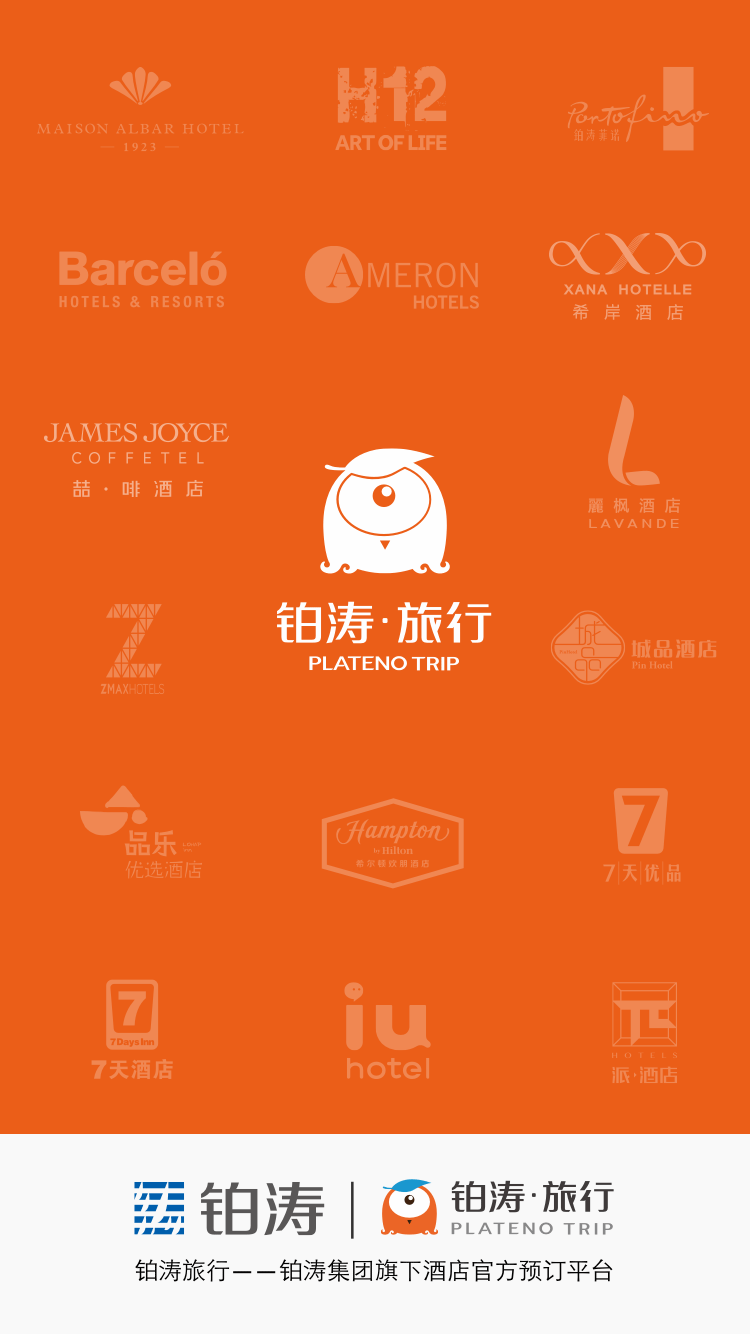 MAISON ALBAR HOTEL
1923
H12
ART OF LIFE
Portofino
铂涛菲诺
Barceló
HOTELS & RESORTS
AMERON
HOTELS
XANA HOTELLE
希岸酒店
JAMES JOYCE
COFFETEL
喆·啡酒店
麗枫酒店
LAVANDE
铂涛·旅行
PLATENO TRIP
Z
ZMAXHOTELS
城品
城品酒店
Pin Hotel
品乐
优选酒店
Hampton
by Hilton
希尔顿欢朋酒店
7
7天优品
7
7 Days Inn
7天酒店
iu
hotel
HOTELS
派·酒店
铂涛
铂涛·旅行
PLATENO TRIP
铂涛旅行——铂涛集团旗下酒店官方预订平台